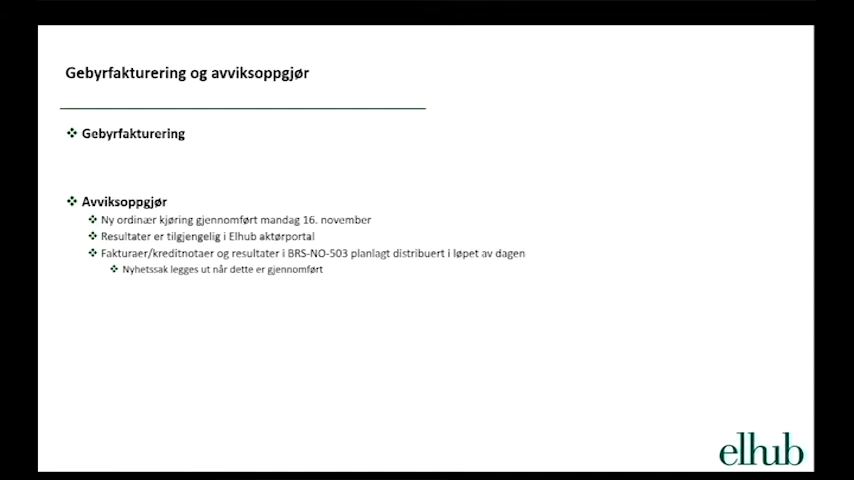 Gebyrfakturering og avviksoppgjør
Gebyrfakturering
Avviksoppgjør
Ny ordinær kjøring gjennomført mandag 16. november
Resultater er tilgjengelig i Elhub aktørportal
Fakturaer/kreditnotaer og resultater i BRS-NO-503 planlagt distribuert i løpet av dagen
Nyhetssak legges ut når dette er gjennomført
elhub